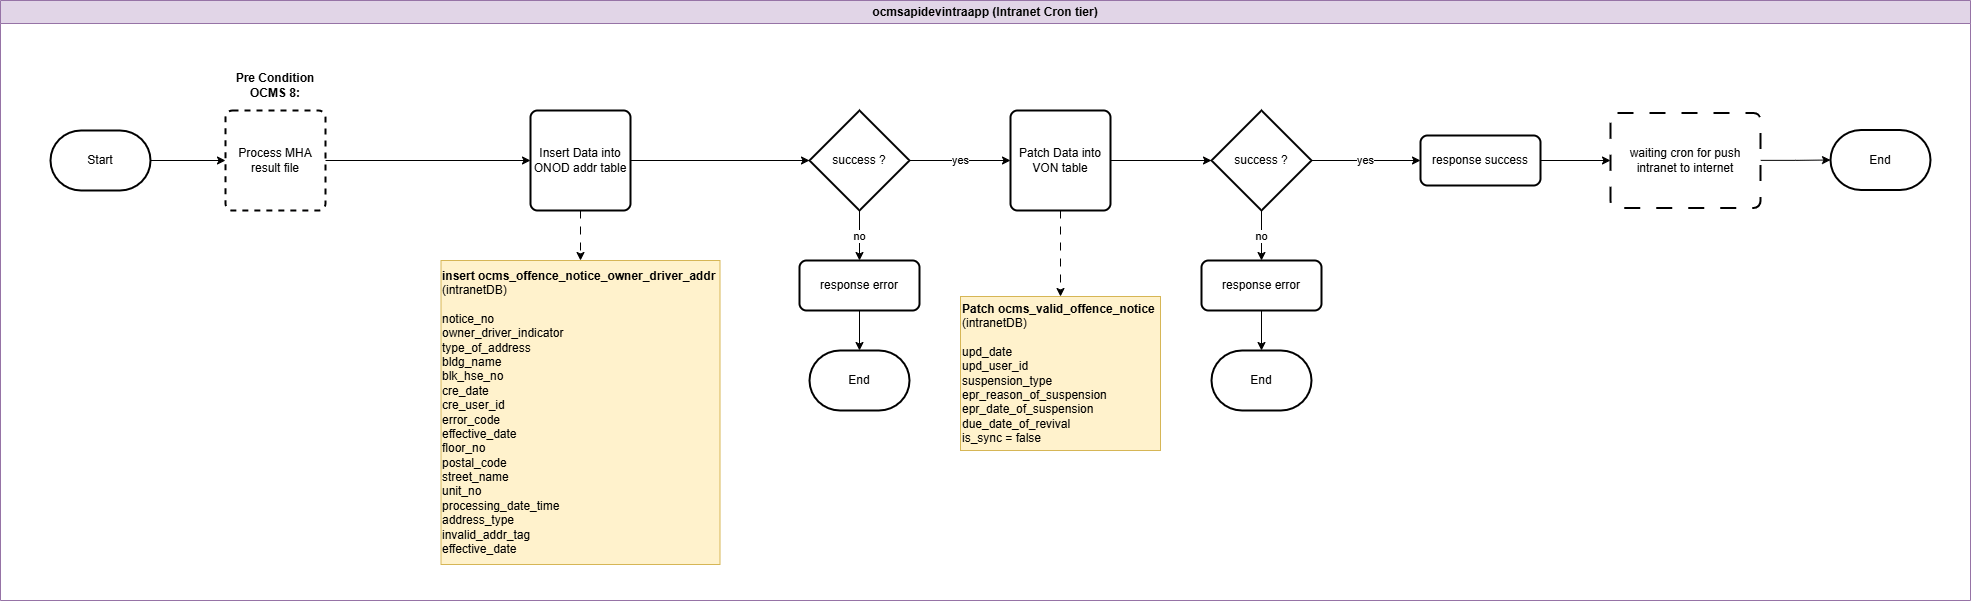 ocmsapidevintraapp (Intranet Cron tier)
Pre Condition
OCMS 8:
Start
Process MHA
result file
Insert Data into
ONOD addr table
success ?
yes
Patch Data into
VON table
success ?
yes
response success
waiting cron for push
intranet to internet
End
no
no
response error
response error
End
End
insert ocms_offence_notice_owner_driver_addr
(intranetDB)
notice_no
owner_driver_indicator
type_of_address
bldg_name
blk_hse_no
cre_date
cre_user_id
error_code
effective_date
floor_no
postal_code
street_name
unit_no
processing_date_time
address_type
invalid_addr_tag
effective_date
Patch ocms_valid_offence_notice
(intranetDB)
upd_date
upd_user_id
suspension_type
epr_reason_of_suspension
epr_date_of_suspension
due_date_of_revival
is_sync = false